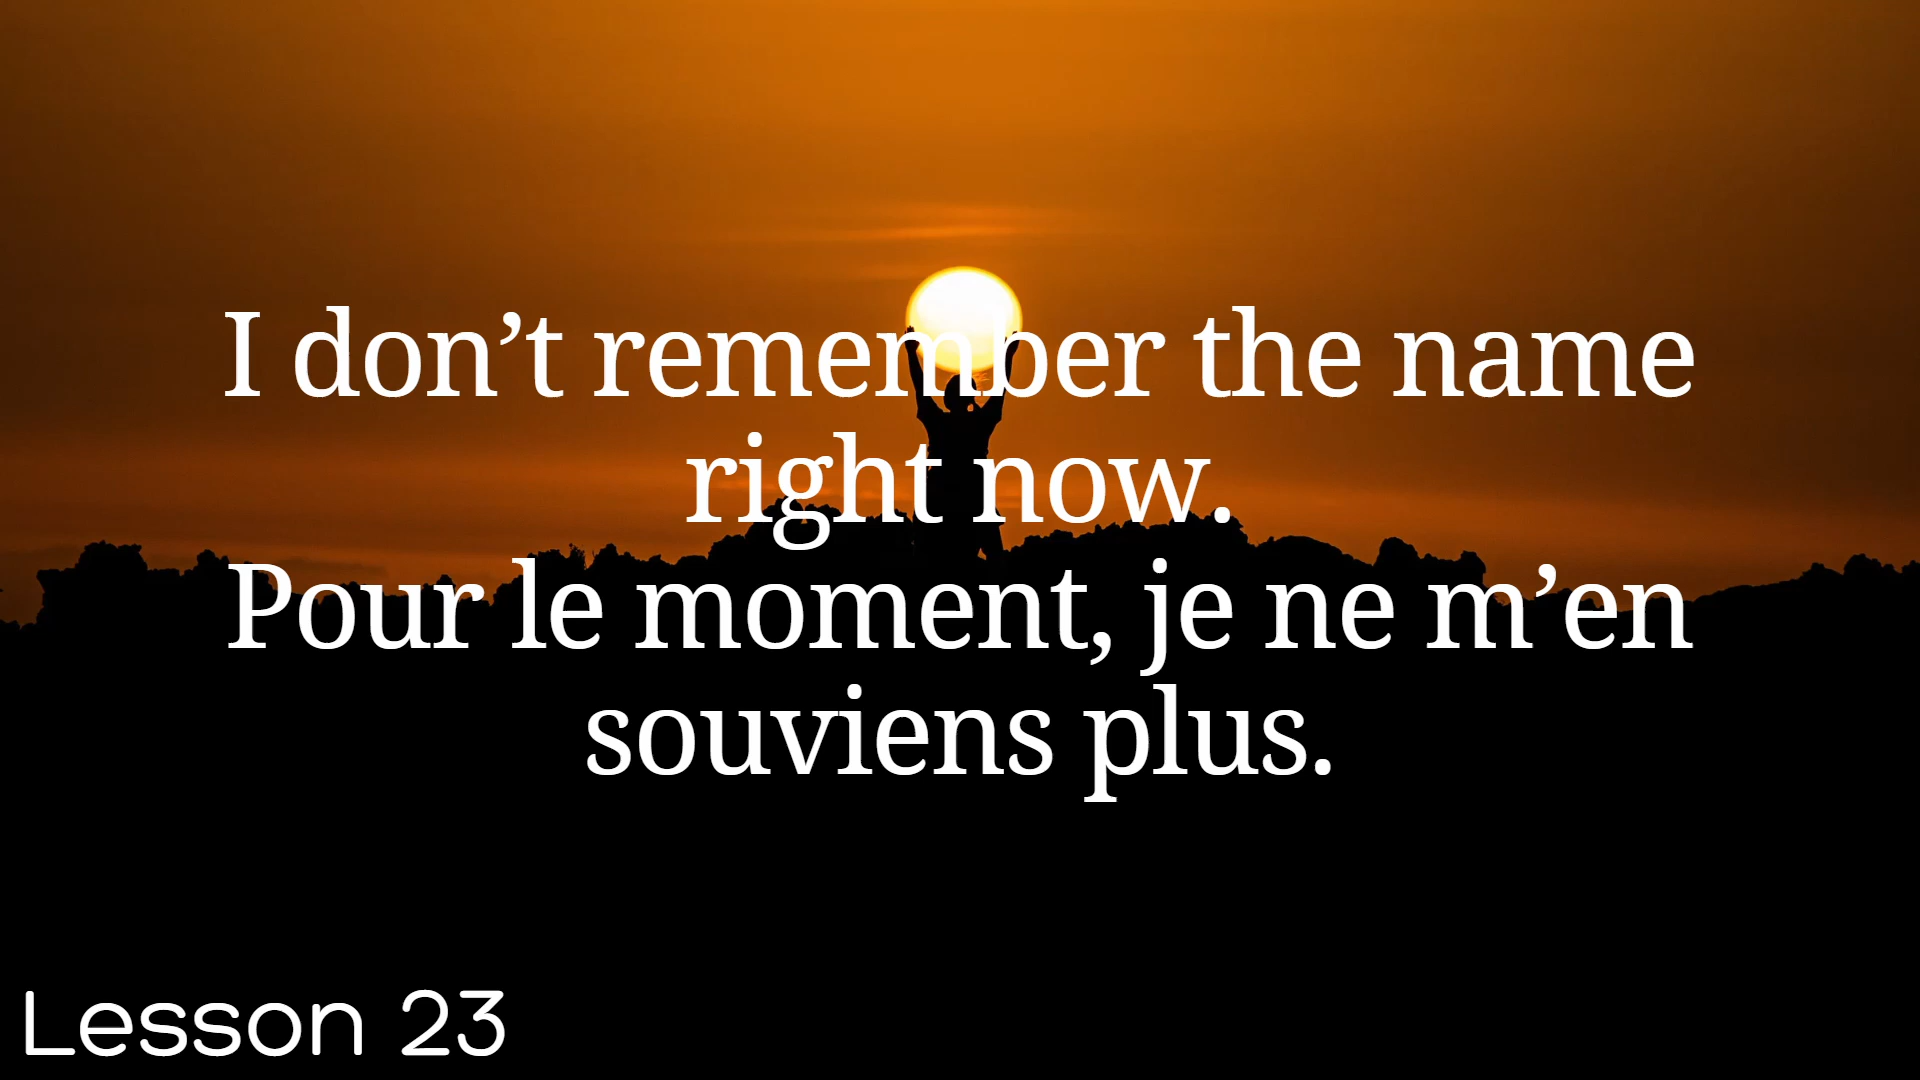 I don’t remember the name
right now.
Pour le moment, je ne m’en
souviens plus.
Lesson 23